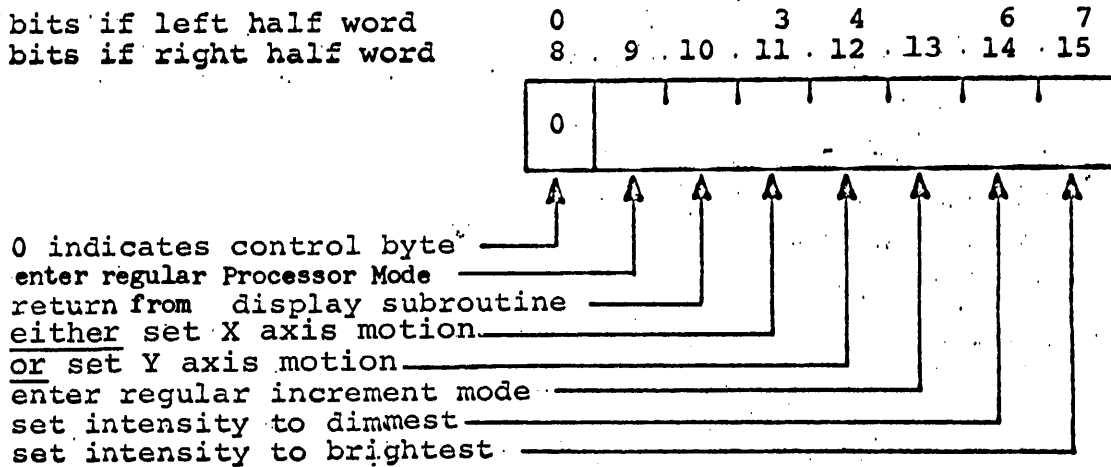 bits if left half word 0 3 4 6 7
bits if right half word 8 9 10 11 12 13 14 15
0
0 indicates control byte
enter regular Processor Mode
return from display subroutine
either set X axis motion
or set Y axis motion
enter regular increment mode
set intensity to dimmest
set intensity to brightest